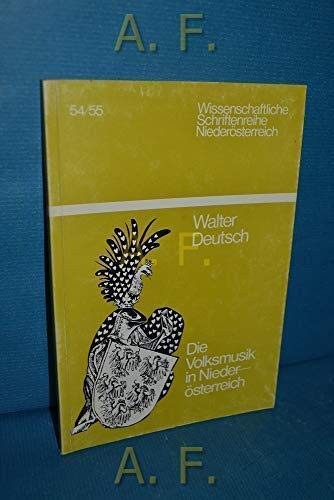 A. F.
54/55
Wissenschaftliche
Schriftenreihe
Niederösterreich
Walter
Deutsch
A. F.
Die
Volksmusik
in Nieder—
österreich
A. F.